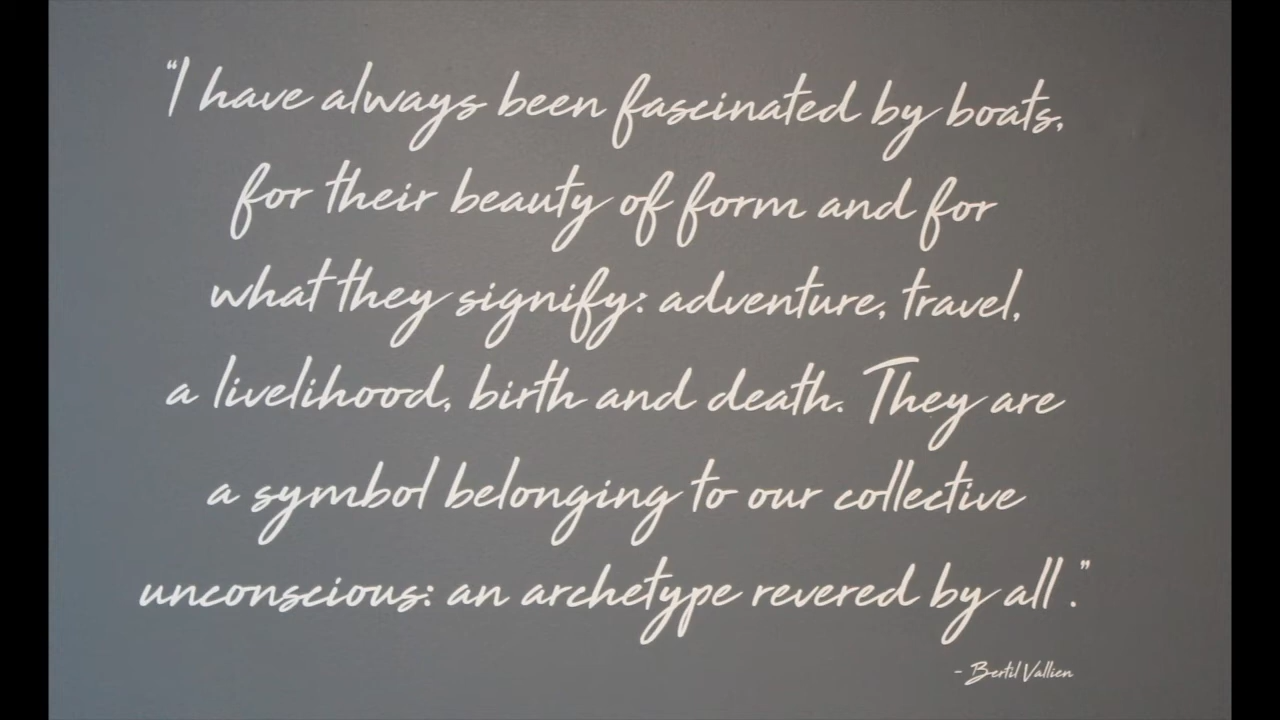 “I have always been fascinated by boats,
for their beauty of form and for
what they signify: adventure, travel,
a livelihood, birth and death. They are
a symbol belonging to our collective
unconscious: an archetype revered by all.”
- Bertil Vallien